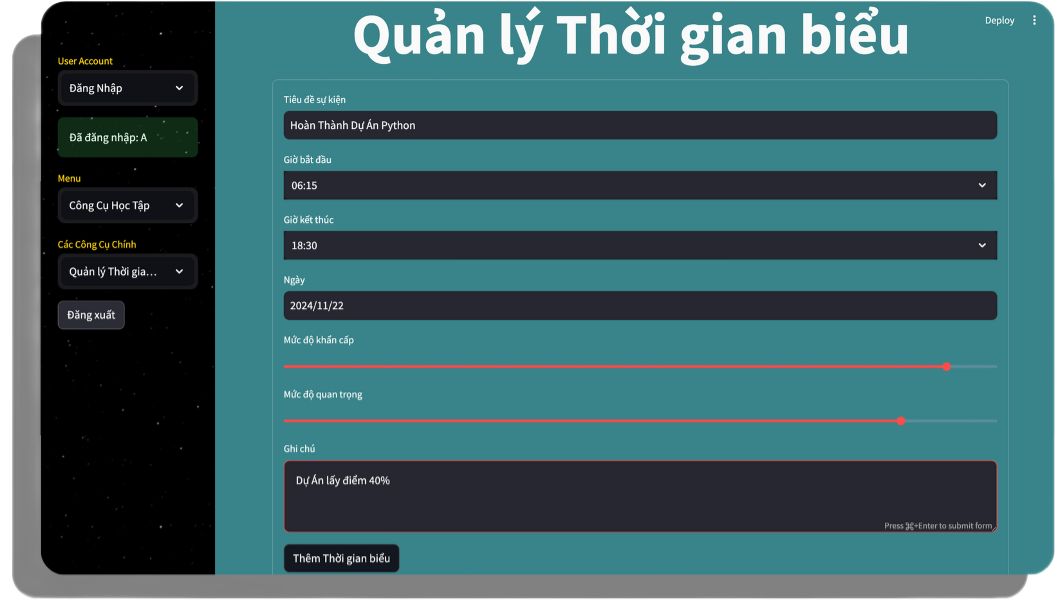 Quản lý Thời gian biểu
Deploy
User Account
Đăng Nhập
Đã đăng nhập: A
Menu
Công Cụ Học Tập
Các Công Cụ Chính
Quản lý Thời gia...
Đăng xuất
Tiêu đề sự kiện
Hoàn Thành Dự Án Python
Giờ bắt đầu
06:15
Giờ kết thúc
18:30
Ngày
2024/11/22
Mức độ khẩn cấp
Mức độ quan trọng
Ghi chú
Dự Án lấy điểm 40%
Press ⌘+Enter to submit form
Thêm Thời gian biểu